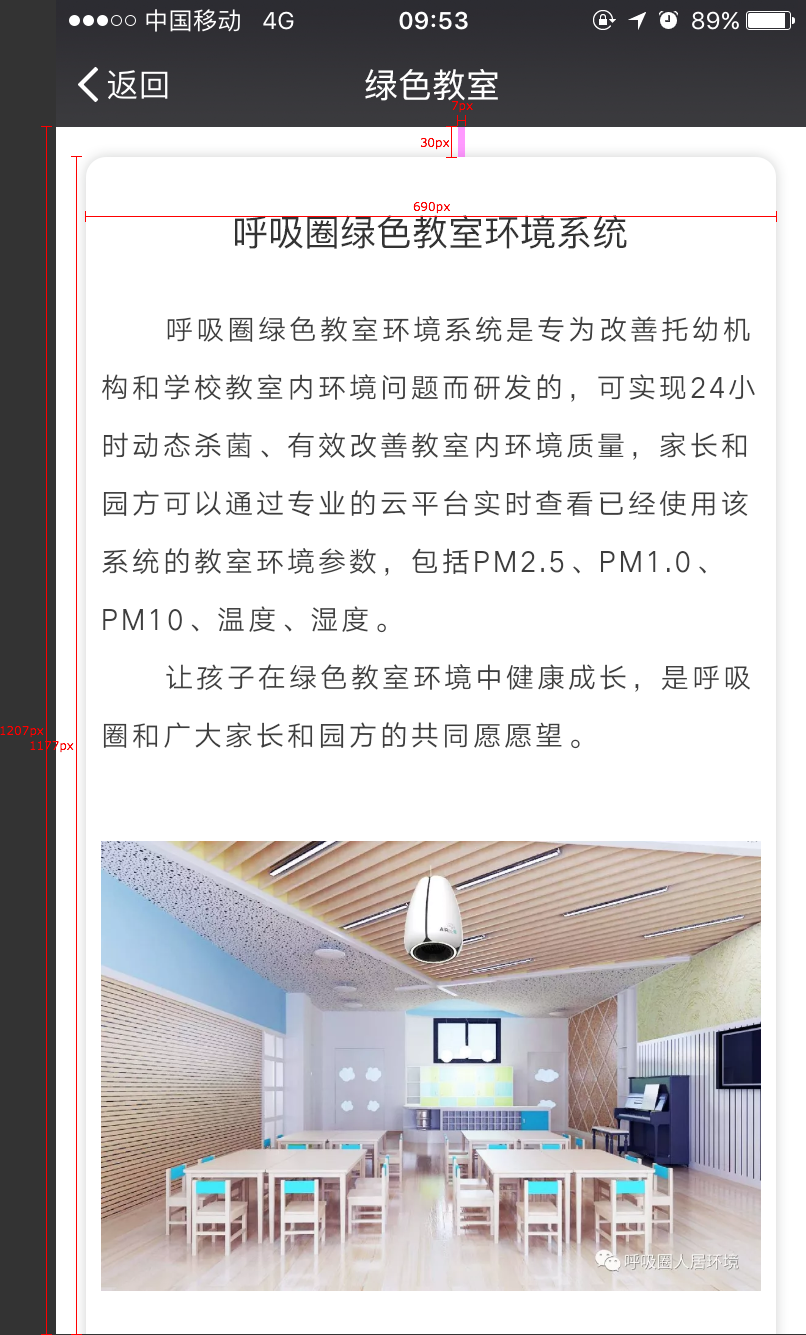 中国移动 4G 09:53 89%
返回 绿色教室
7px
30px
690px
呼吸圈绿色教室环境系统
呼吸圈绿色教室环境系统是专为改善托幼机
构和学校教室内环境问题而研发的，可实现24小
时动态杀菌、有效改善教室内环境质量，家长和
园方可以通过专业的云平台实时查看已经使用该
系统的教室环境参数，包括PM2.5、PM1.0、
PM10、温度、湿度。
让孩子在绿色教室环境中健康成长，是呼吸
圈和广大家长和园方的共同愿愿望。
1207px
1177px
呼吸圈人居环境